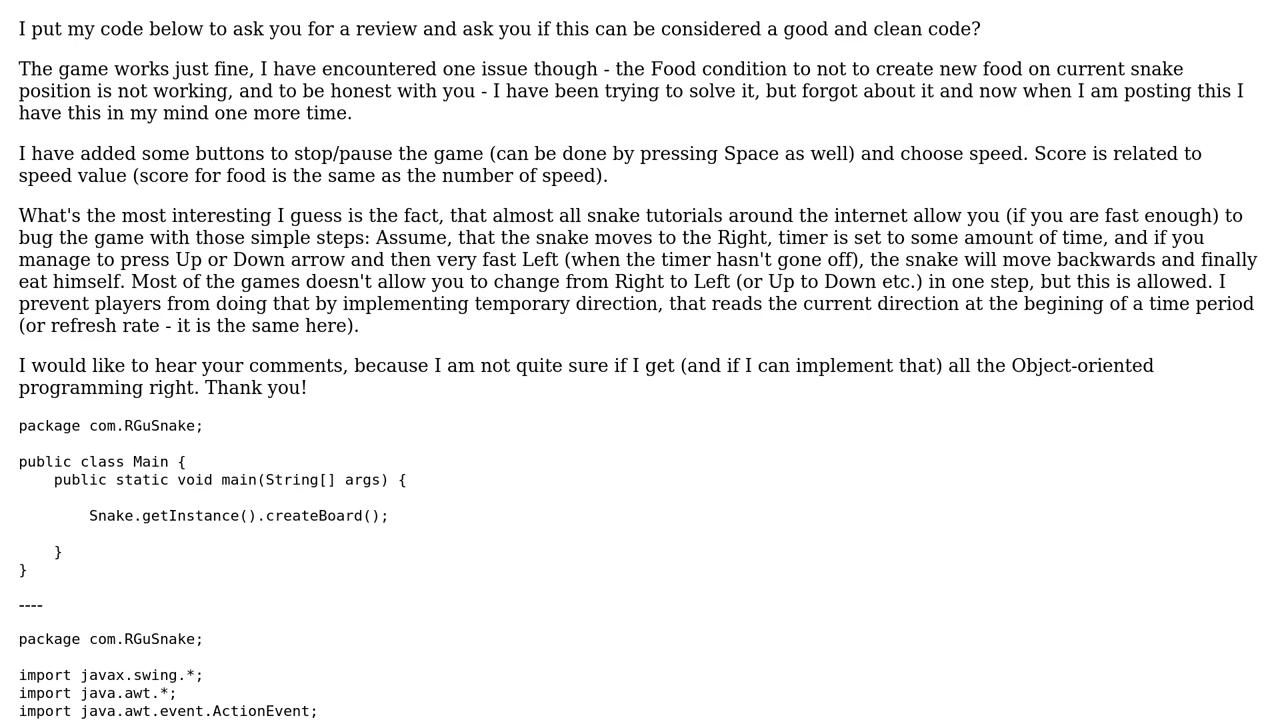 I put my code below to ask you for a review and ask you if this can be considered a good and clean code?
The game works just fine, I have encountered one issue though - the Food condition to not to create new food on current snake
position is not working, and to be honest with you - I have been trying to solve it, but forgot about it and now when I am posting this I
have this in my mind one more time.
I have added some buttons to stop/pause the game (can be done by pressing Space as well) and choose speed. Score is related to
speed value (score for food is the same as the number of speed).
What's the most interesting I guess is the fact, that almost all snake tutorials around the internet allow you (if you are fast enough) to
bug the game with those simple steps: Assume, that the snake moves to the Right, timer is set to some amount of time, and if you
manage to press Up or Down arrow and then very fast Left (when the timer hasn't gone off), the snake will move backwards and finally
eat himself. Most of the games doesn't allow you to change from Right to Left (or Up to Down etc.) in one step, but this is allowed. I
prevent players from doing that by implementing temporary direction, that reads the current direction at the begining of a time period
(or refresh rate - it is the same here).
I would like to hear your comments, because I am not quite sure if I get (and if I can implement that) all the Object-oriented
programming right. Thank you!
package com.RGuSnake;
public class Main {
    public static void main(String[] args) {
        Snake.getInstance().createBoard();
    }
}
----
package com.RGuSnake;
import javax.swing.*;
import java.awt.*;
import java.awt.event.ActionEvent;